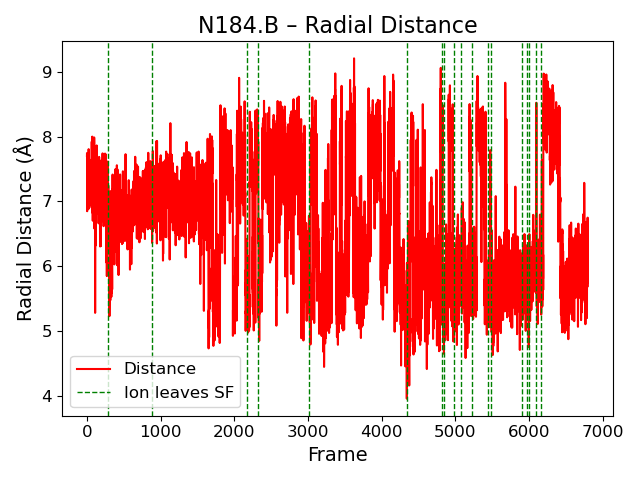 N184.B – Radial Distance
Radial Distance (Å)
9
8
7
6
5
4
Distance
Ion leaves SF
0 1000 2000 3000 4000 5000 6000 7000
Frame